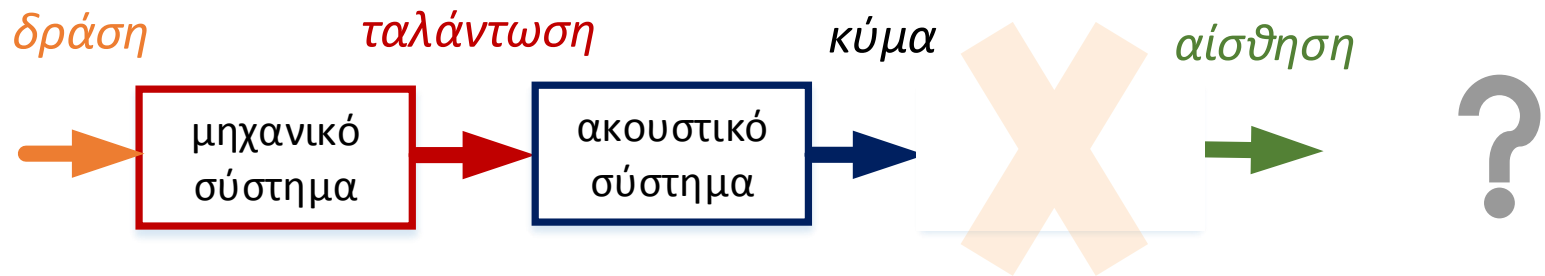 δράση
ταλάντωση
κύμα
αίσθηση
μηχανικό
σύστημα
ακουστικό
σύστημα
X
?